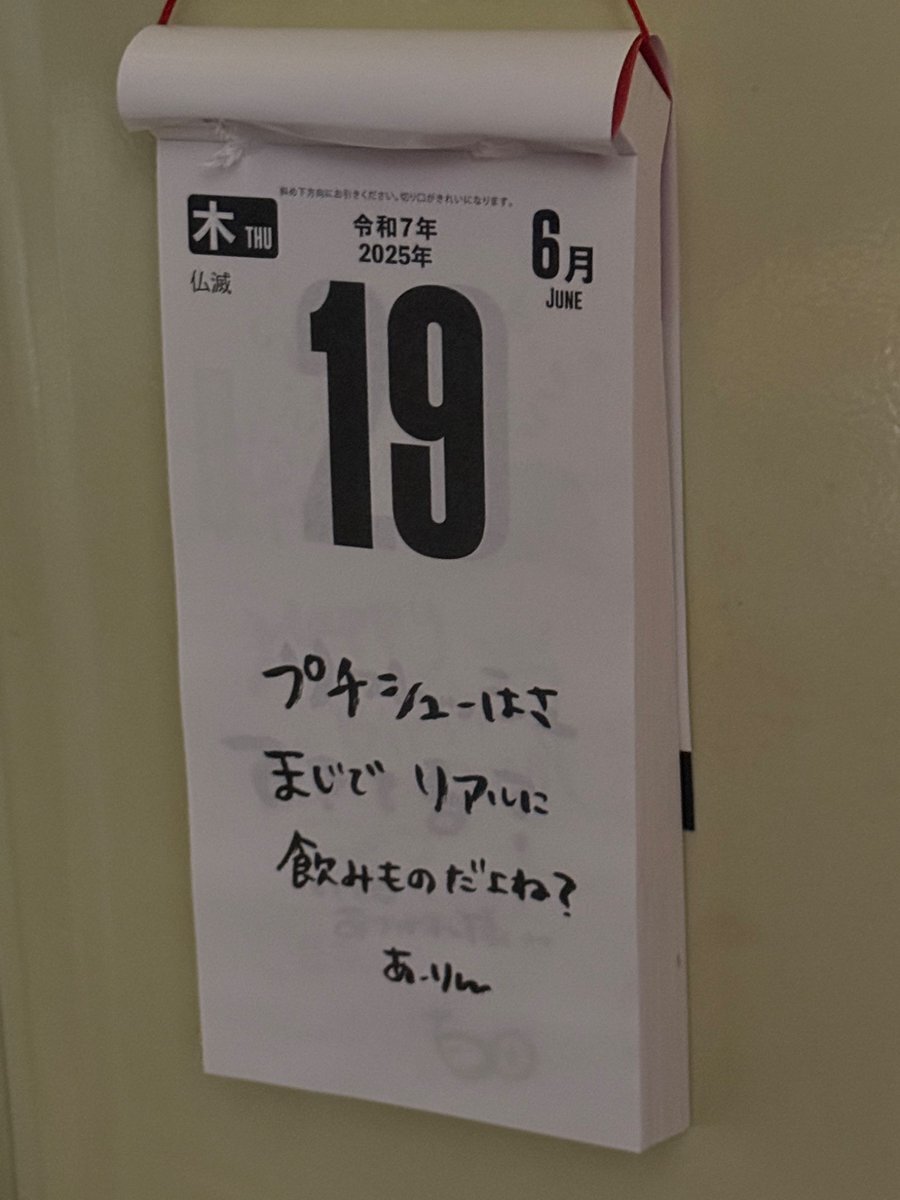 斜め下方向にお引きください。切り口がきれいになります。
木 THU
令和7年
2025年
6月
JUNE
仏滅
19
プチシューはさ
まじで リアルに
飲みものだよね?
あーりん